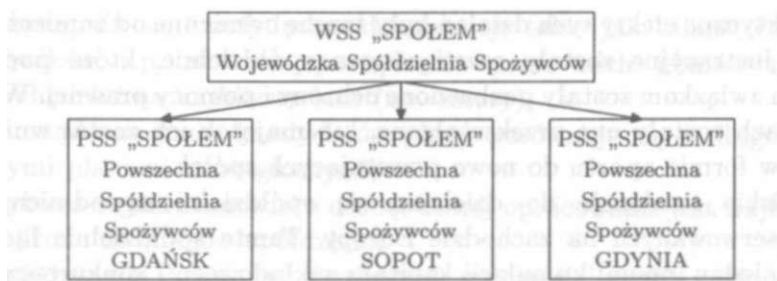 WSS „SPOŁEM”
Wojewódzka Spółdzielnia Spożywców
PSS „SPOŁEM”
Powszechna
Spółdzielnia
Spożywców
GDAŃSK
PSS „SPOŁEM”
Powszechna
Spółdzielnia
Spożywców
SOPOT
PSS „SPOŁEM”
Powszechna
Spółdzielnia
Spożywców
GDYNIA